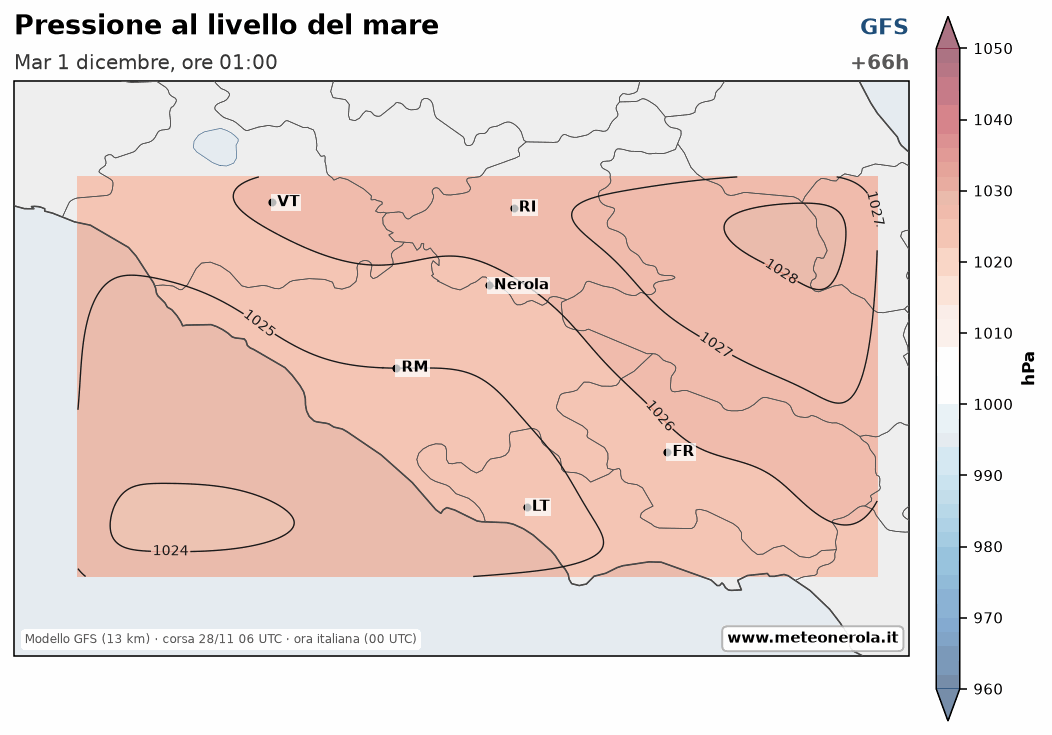 Pressione al livello del mare
GFS
Mar 1 dicembre, ore 01:00
+66h
VT
RI
1027
1028
Nerola
1025
1027
RM
1026
FR
LT
1024
Modello GFS (13 km) · corsa 28/11 06 UTC · ora italiana (00 UTC)
www.meteonerola.it
1050
1040
1030
1020
1010
1000
990
980
970
960
hPa